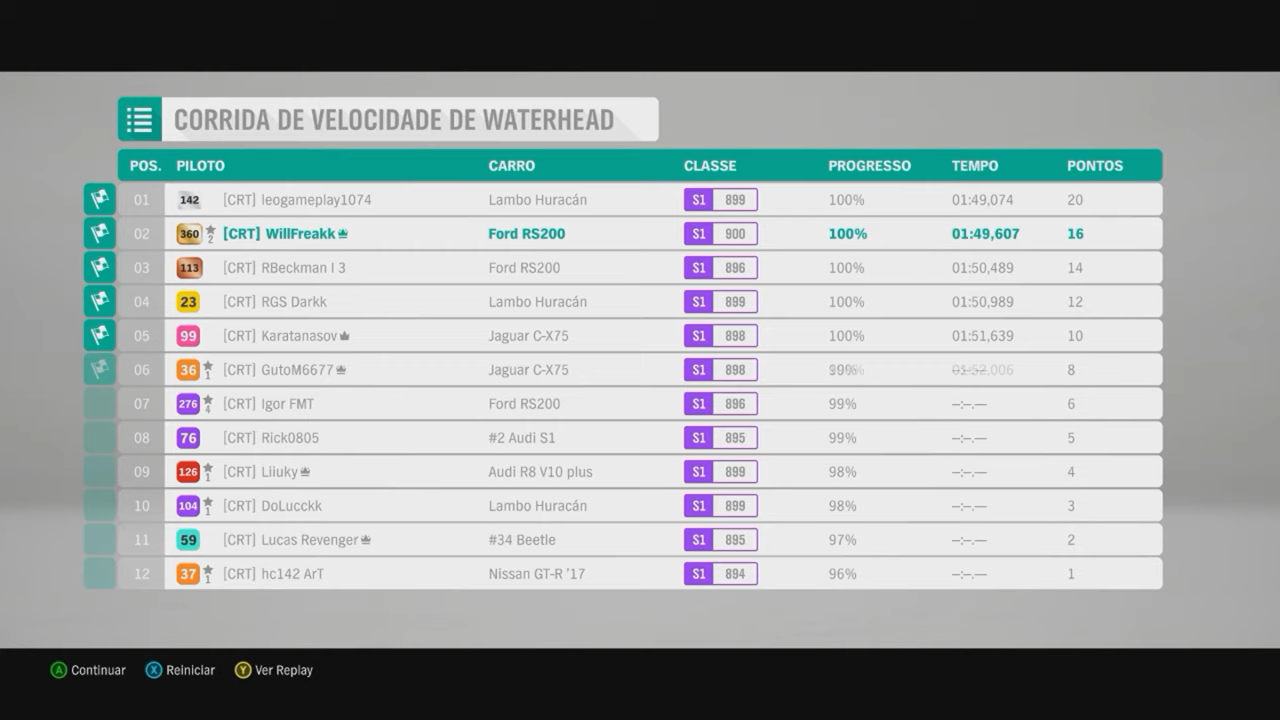 CORRIDA DE VELOCIDADE DE WATERHEAD
POS. PILOTO CARRO CLASSE PROGRESSO TEMPO PONTOS
01 142 [CRT] leogameplay1074 Lambo Huracán S1 899 100% 01:49,074 20
02 360 2 [CRT] WillFreakk Ford RS200 S1 900 100% 01:49,607 16
03 113 [CRT] RBeckman I 3 Ford RS200 S1 896 100% 01:50,489 14
04 23 [CRT] RGS Darkk Lambo Huracán S1 899 100% 01:50,989 12
05 99 [CRT] Karatanasov Jaguar C-X75 S1 898 100% 01:51,639 10
06 36 1 [CRT] GutoM6677 Jaguar C-X75 S1 898 99% 01:52,006 8
07 276 4 [CRT] Igor FMT Ford RS200 S1 896 99% —:—.— 6
08 76 [CRT] Rick0805 #2 Audi S1 S1 895 99% —:—.— 5
09 126 1 [CRT] Liiuky Audi R8 V10 plus S1 899 98% —:—.— 4
10 104 1 [CRT] DoLucckk Lambo Huracán S1 899 98% —:—.— 3
11 59 [CRT] Lucas Revenger #34 Beetle S1 895 97% —:—.— 2
12 37 1 [CRT] hc142 ArT Nissan GT-R '17 S1 894 96% —:—.— 1
A Continuar X Reiniciar Y Ver Replay